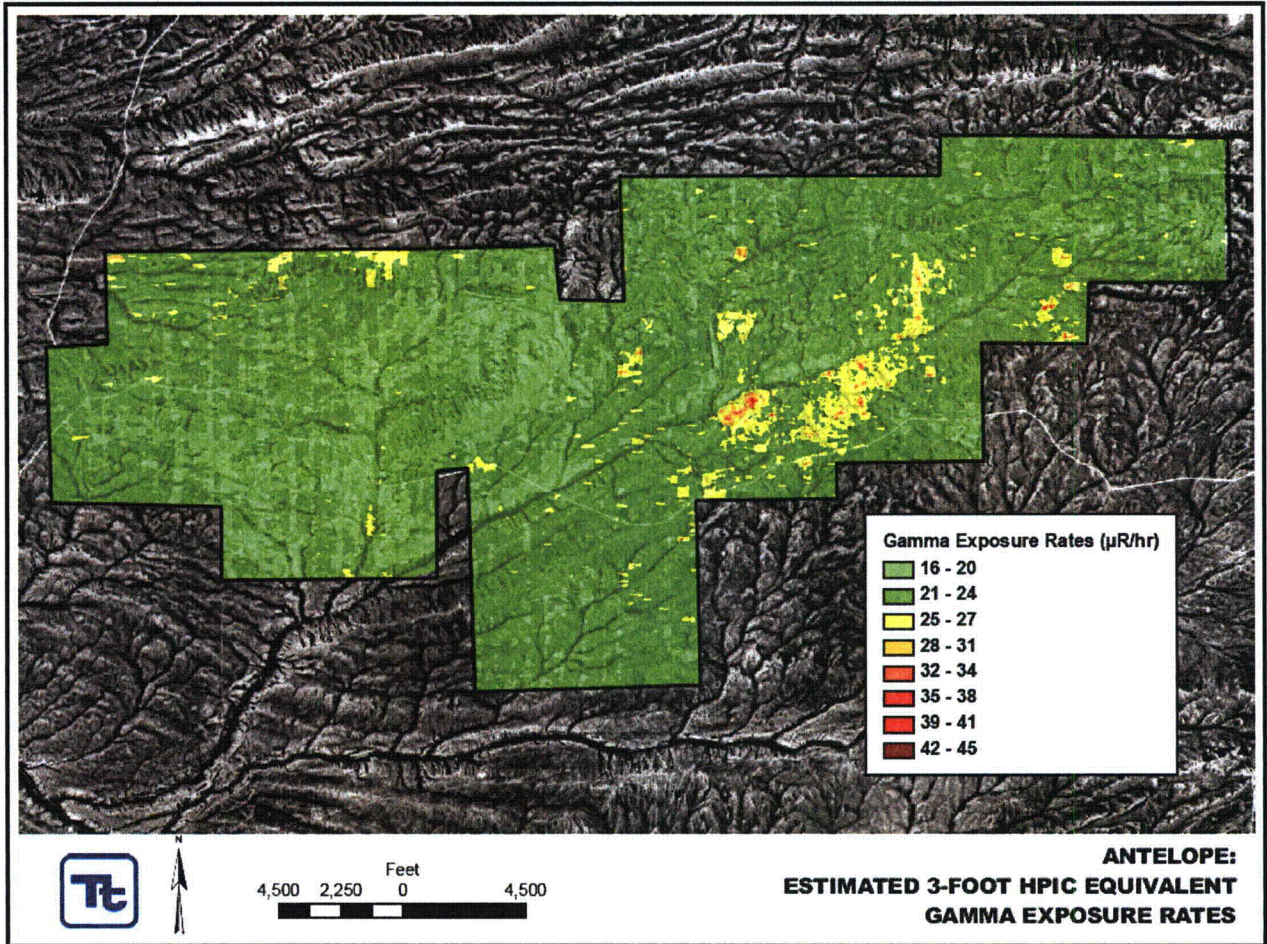 Gamma Exposure Rates (µR/hr)
16 - 20
21 - 24
25 - 27
28 - 31
32 - 34
35 - 38
39 - 41
42 - 45
Tt
N
Feet
4,500 2,250 0 4,500
ANTELOPE:
ESTIMATED 3-FOOT HPIC EQUIVALENT
GAMMA EXPOSURE RATES